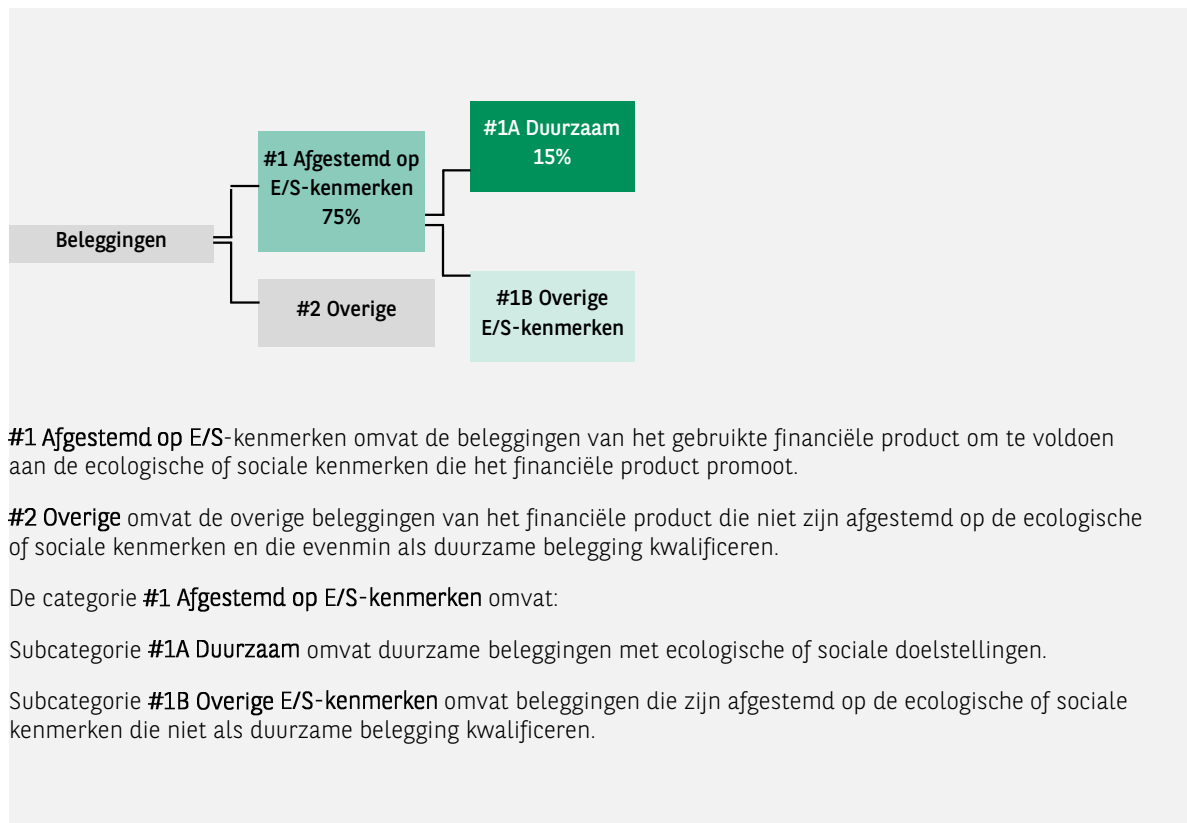 #1A Duurzaam
15%
#1 Afgestemd op
E/S-kenmerken
75%
Beleggingen
#2 Overige
#1B Overige
E/S-kenmerken
#1 Afgestemd op E/S-kenmerken omvat de beleggingen van het gebruikte financiële product om te voldoen
aan de ecologische of sociale kenmerken die het financiële product promoot.
#2 Overige omvat de overige beleggingen van het financiële product die niet zijn afgestemd op de ecologische
of sociale kenmerken en die evenmin als duurzame belegging kwalificeren.
De categorie #1 Afgestemd op E/S-kenmerken omvat:
Subcategorie #1A Duurzaam omvat duurzame beleggingen met ecologische of sociale doelstellingen.
Subcategorie #1B Overige E/S-kenmerken omvat beleggingen die zijn afgestemd op de ecologische of sociale
kenmerken die niet als duurzame belegging kwalificeren.